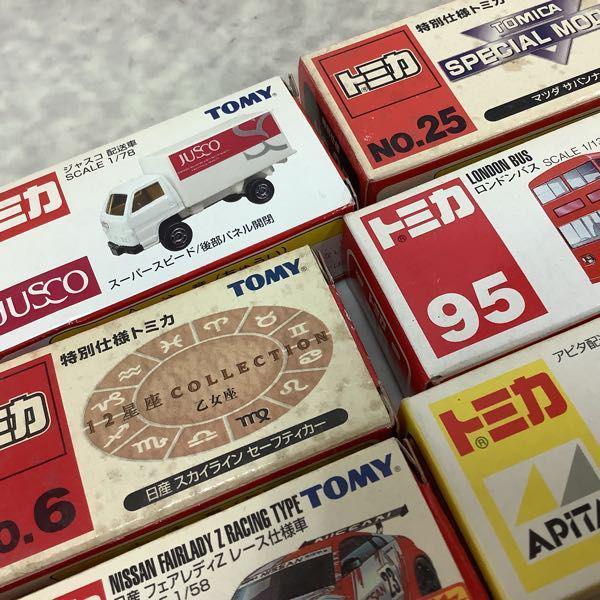 TOMY
ジャスコ 配送車
SCALE 1/78
JUSCO
トミカ
JUSCO
スーパースピード/後部パネル開閉
特別仕様トミカ
TOMICA
SPECIAL MOD
トミカ
NO.25
マツダ サバンナ
LONDON BUS SCALE 1/13
ロンドンバス
トミカ
95
TOMY
特別仕様トミカ
12星座 COLLECTION
乙女座
トミカ
O.6
日産 スカイライン セーフティカー
アピタ配
トミカ
APITA
TOMY
NISSAN FAIRLADY Z RACING TYPE
日産 フェアレディZ レース仕様車
1/58
NISSAN
23